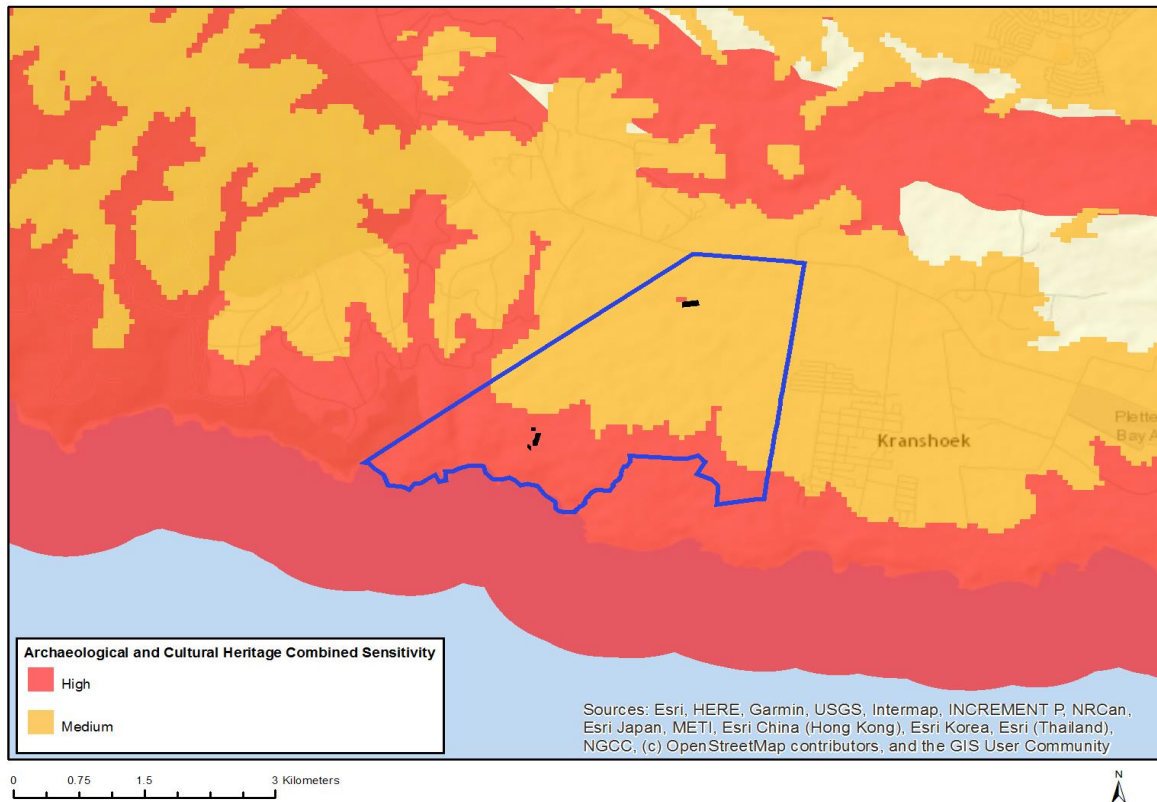 Kranshoek
Plette
Bay A
Archaeological and Cultural Heritage Combined Sensitivity
High
Medium
Sources: Esri, HERE, Garmin, USGS, Intermap, INCREMENT P, NRCan,
Esri Japan, METI, Esri China (Hong Kong), Esri Korea, Esri (Thailand),
NGCC, (c) OpenStreetMap contributors, and the GIS User Community
0 0.75 1.5 3 Kilometers
N